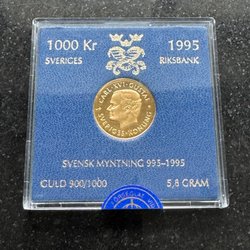 1000 Kr 1995
SVERIGES RIKSBANK
CARL XVI GUSTAF
SVERIGES KONUNG
SVENSK MYNTNING 995-1995
GULD 900/1000 5,8 GRAM